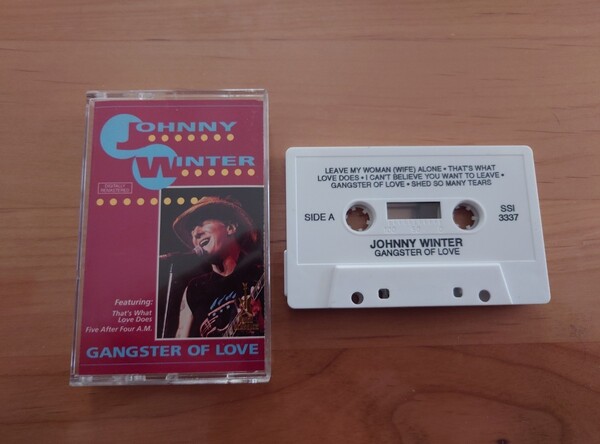 JOHNNY
WINTER
DIGITALLY
REMASTERED
Featuring:
That's What
Love Does
Five After Four A.M.
GANGSTER OF LOVE
LEAVE MY WOMAN (WIFE) ALONE • THAT'S WHAT
LOVE DOES • I CAN'T BELIEVE YOU WANT TO LEAVE •
GANGSTER OF LOVE • SHED SO MANY TEARS
SIDE A
SSI
3337
JOHNNY WINTER
GANGSTER OF LOVE